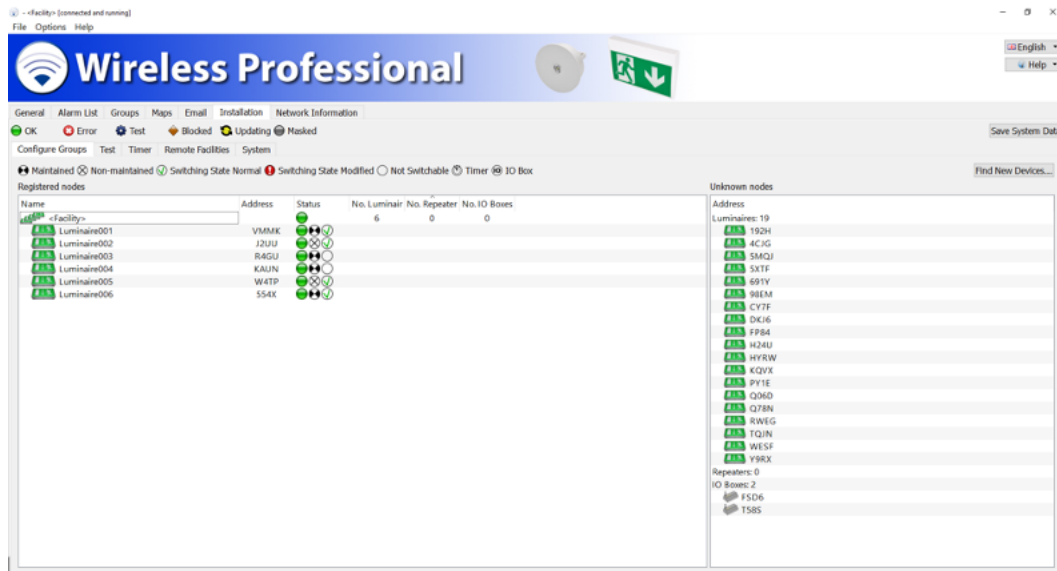 - <Facility> [connected and running]
File Options Help
Wireless Professional
English
Help
General Alarm List Groups Maps Email Installation Network Information
OK Error Test Blocked Updating Masked
Save System Dat
Configure Groups Test Timer Remote Facilities System
Maintained Non-maintained Switching State Normal Switching State Modified Not Switchable Timer IO Box
Find New Devices...
Registered nodes
Name Address Status No. Luminair No. Repeater No. IO Boxes
<Facility> 6 0 0
Luminaire001 VMMK
Luminaire002 J2UU
Luminaire003 R4GU
Luminaire004 KAUN
Luminaire005 W4TP
Luminaire006 554X
Unknown nodes
Address
Luminaires: 19
192H
4CJG
5MQJ
5XTF
691Y
98EM
CY7F
DKJ6
FP84
H24U
HYRW
KQVX
PY1E
Q06D
Q78N
RWEG
TQJN
WESF
Y9RX
Repeaters: 0
IO Boxes: 2
FSD6
T58S